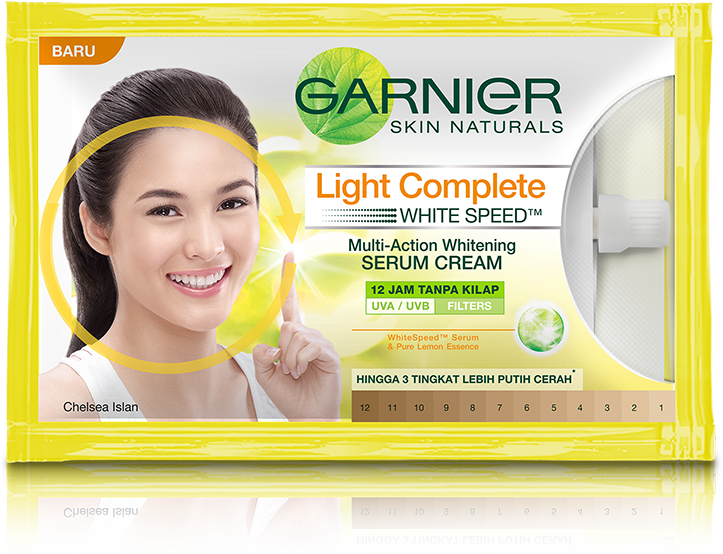 BARU
GARNIER
SKIN NATURALS
Light Complete
WHITE SPEED™
Multi-Action Whitening
SERUM CREAM
12 JAM TANPA KILAP
UVA / UVB FILTERS
WhiteSpeed™ Serum
& Pure Lemon Essence
HINGGA 3 TINGKAT LEBIH PUTIH CERAH*
12 11 10 9 8 7 6 5 4 3 2 1
Chelsea Islan